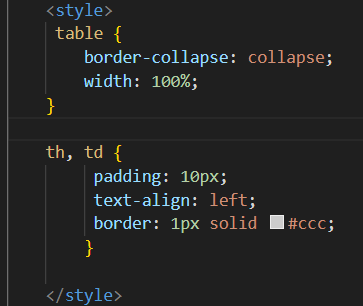 <style>
table {
border-collapse: collapse;
width: 100%;
}
th, td {
padding: 10px;
text-align: left;
border: 1px solid #ccc;
}
</style>